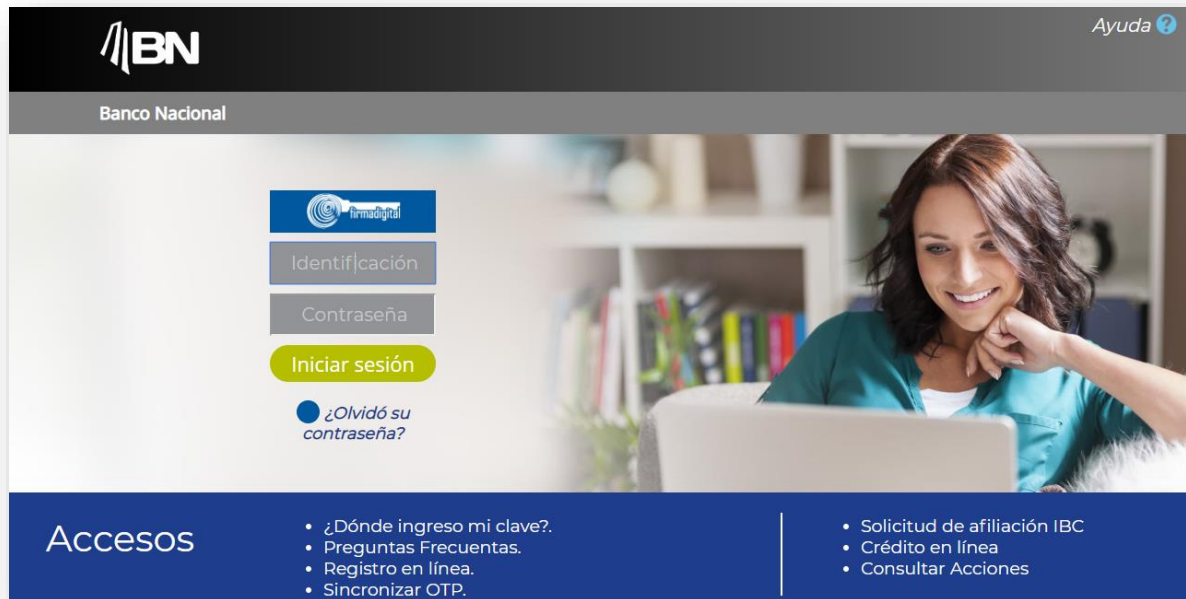 BN
Ayuda ?
Banco Nacional
firmadigital
Identificación
Contraseña
Iniciar sesión
¿Olvidó su
contraseña?
Accesos
• ¿Dónde ingreso mi clave?.
• Preguntas Frecuentas.
• Registro en línea.
• Sincronizar OTP.
• Solicitud de afiliación IBC
• Crédito en línea
• Consultar Acciones